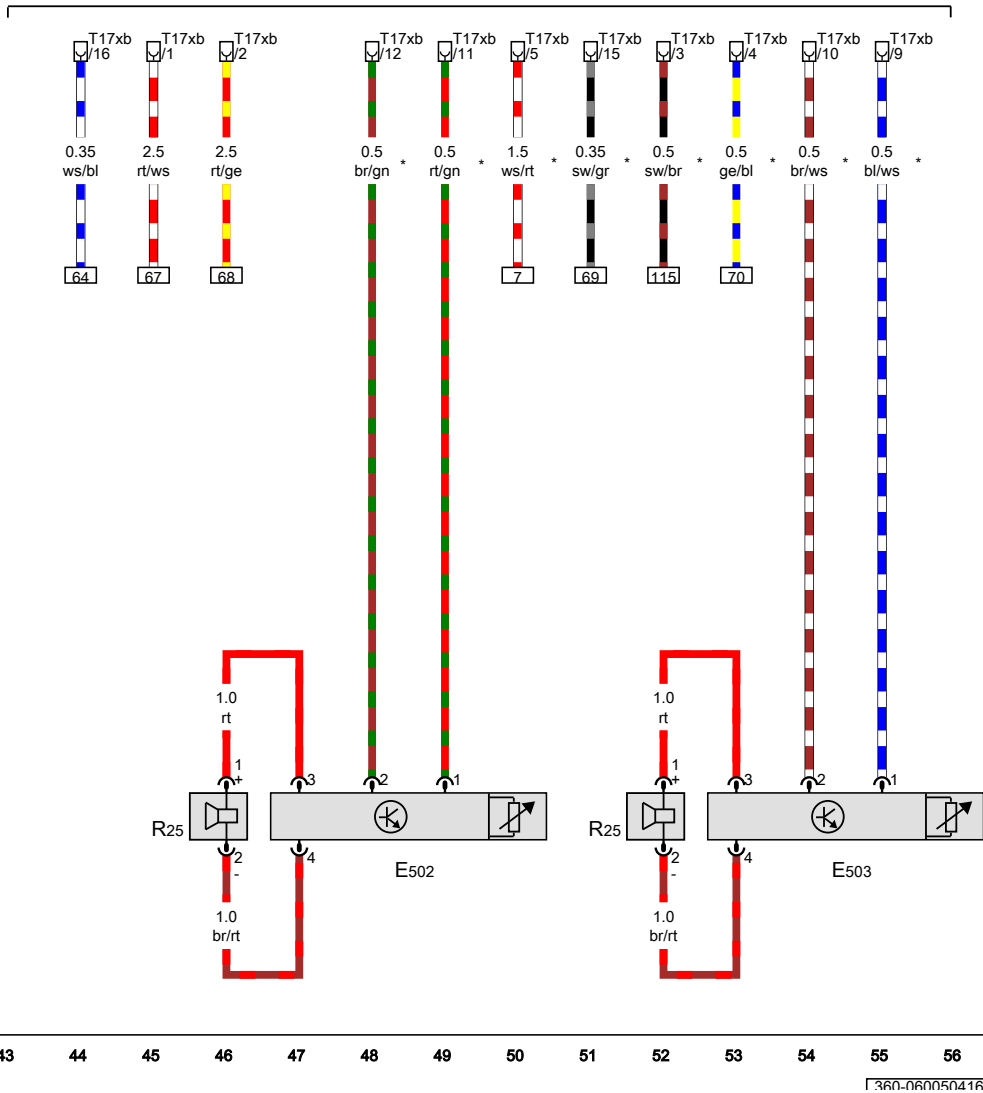 T17xb T17xb T17xb T17xb T17xb T17xb T17xb T17xb T17xb T17xb T17xb
/16 /1 /2 /12 /11 /5 /15 /3 /4 /10 /9
0.35 2.5 2.5 0.5 0.5 1.5 0.35 0.5 0.5 0.5 0.5
ws/bl rt/ws rt/ge br/gn * rt/gn * ws/rt * sw/gr * sw/br * ge/bl * br/ws * bl/ws *
64 67 68 7 69 115 70
1.0 1.0
rt rt
1 1
+ 3 2 1 + 3 2 1
R25 R25
2 4 2 4
- -
E502 E503
1.0 1.0
br/rt br/rt
43 44 45 46 47 48 49 50 51 52 53 54 55 56
360-060050416